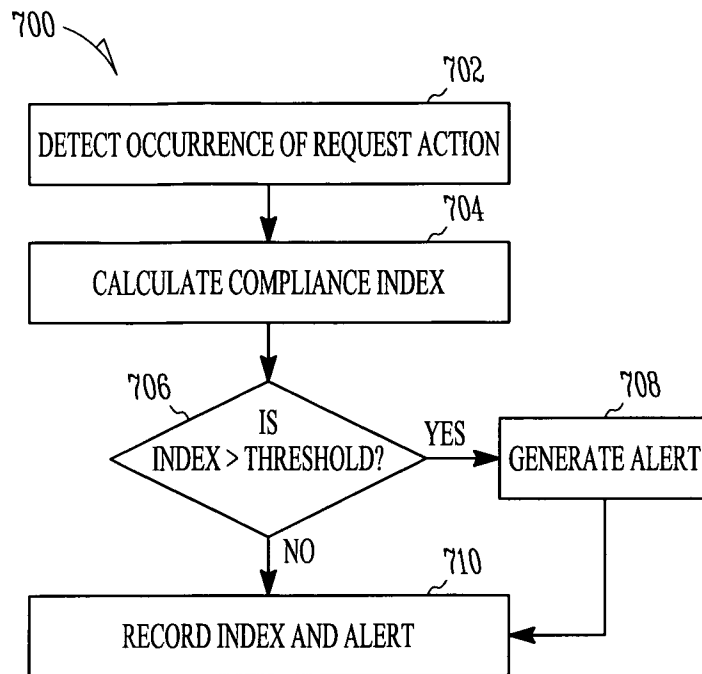 700
702
DETECT OCCURRENCE OF REQUEST ACTION
704
CALCULATE COMPLIANCE INDEX
706
IS
INDEX > THRESHOLD?
YES
708
GENERATE ALERT
NO
710
RECORD INDEX AND ALERT